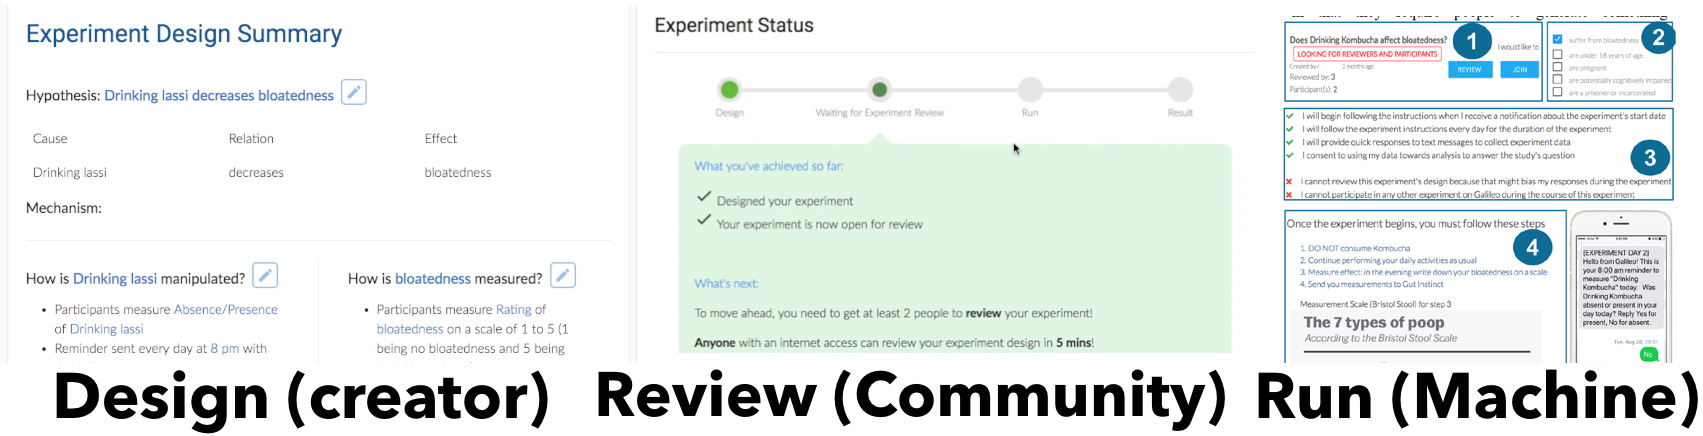 Experiment Design Summary
Hypothesis: Drinking lassi decreases bloatedness
Cause Relation Effect
Drinking lassi decreases bloatedness
Mechanism:
How is Drinking lassi manipulated?
• Participants measure Absence/Presence
of Drinking lassi
• Reminder sent every day at 8 pm with
How is bloatedness measured?
• Participants measure Rating of
bloatedness on a scale of 1 to 5 (1
being no bloatedness and 5 being
Design (creator)
Experiment Status
Design Waiting for Experiment Review Run Result
What you've achieved so far:
Designed your experiment
Your experiment is now open for review
What's next:
To move ahead, you need to get at least 2 people to review your experiment!
Anyone with an internet access can review your experiment design in 5 mins!
Review (Community)
Does Drinking Kombucha affect bloatedness?
LOOKING FOR REVIEWERS AND PARTICIPANTS
Created by / 2 months ago
Reviewed by: 3
Participant(s): 2
1
I would like to
REVIEW JOIN
2
suffer from bloatedness
are under 18 years of age
are pregnant
are potentially cognitively impaired
are a prisoner or incarcerated
I will begin following the instructions when I receive a notification about the experiment's start date
I will follow the experiment instructions every day for the duration of the experiment
I will provide quick responses to text messages to collect experiment data
I consent to using my data towards analysis to answer the study's question
3
I cannot review this experiment's design because that might bias my responses during the experiment
I cannot participate in any other experiment on Galileo during the course of this experiment
Once the experiment begins, you must follow these steps
4
1. DO NOT consume Kombucha
2. Continue performing your daily activities as usual
3. Measure effect: in the evening write down your bloatedness on a scale
4. Send you measurements to Gut Instinct
Measurement Scale (Bristol Stool) for step 3
The 7 types of poop
According to the Bristol Stool Scale
[EXPERIMENT DAY 2]
Hello from Galileo! This is
your 8:00 am reminder to
measure "Drinking
Kombucha" today. Was
Drinking Kombucha
absent or present in your
day today? Reply Yes for
present, No for absent.
No
Run (Machine)